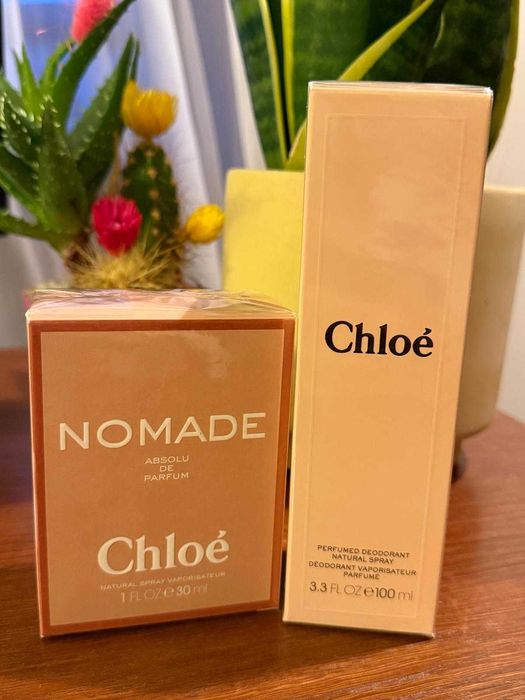 NOMADE
ABSOLU
DE
PARFUM
Chloé
NATURAL SPRAY VAPORISATEUR
1 FL OZ e 30 ml
Chloé
PERFUMED DEODORANT
NATURAL SPRAY
DÉODORANT VAPORISATEUR
PARFUMÉ
3.3 FL OZ e 100 ml